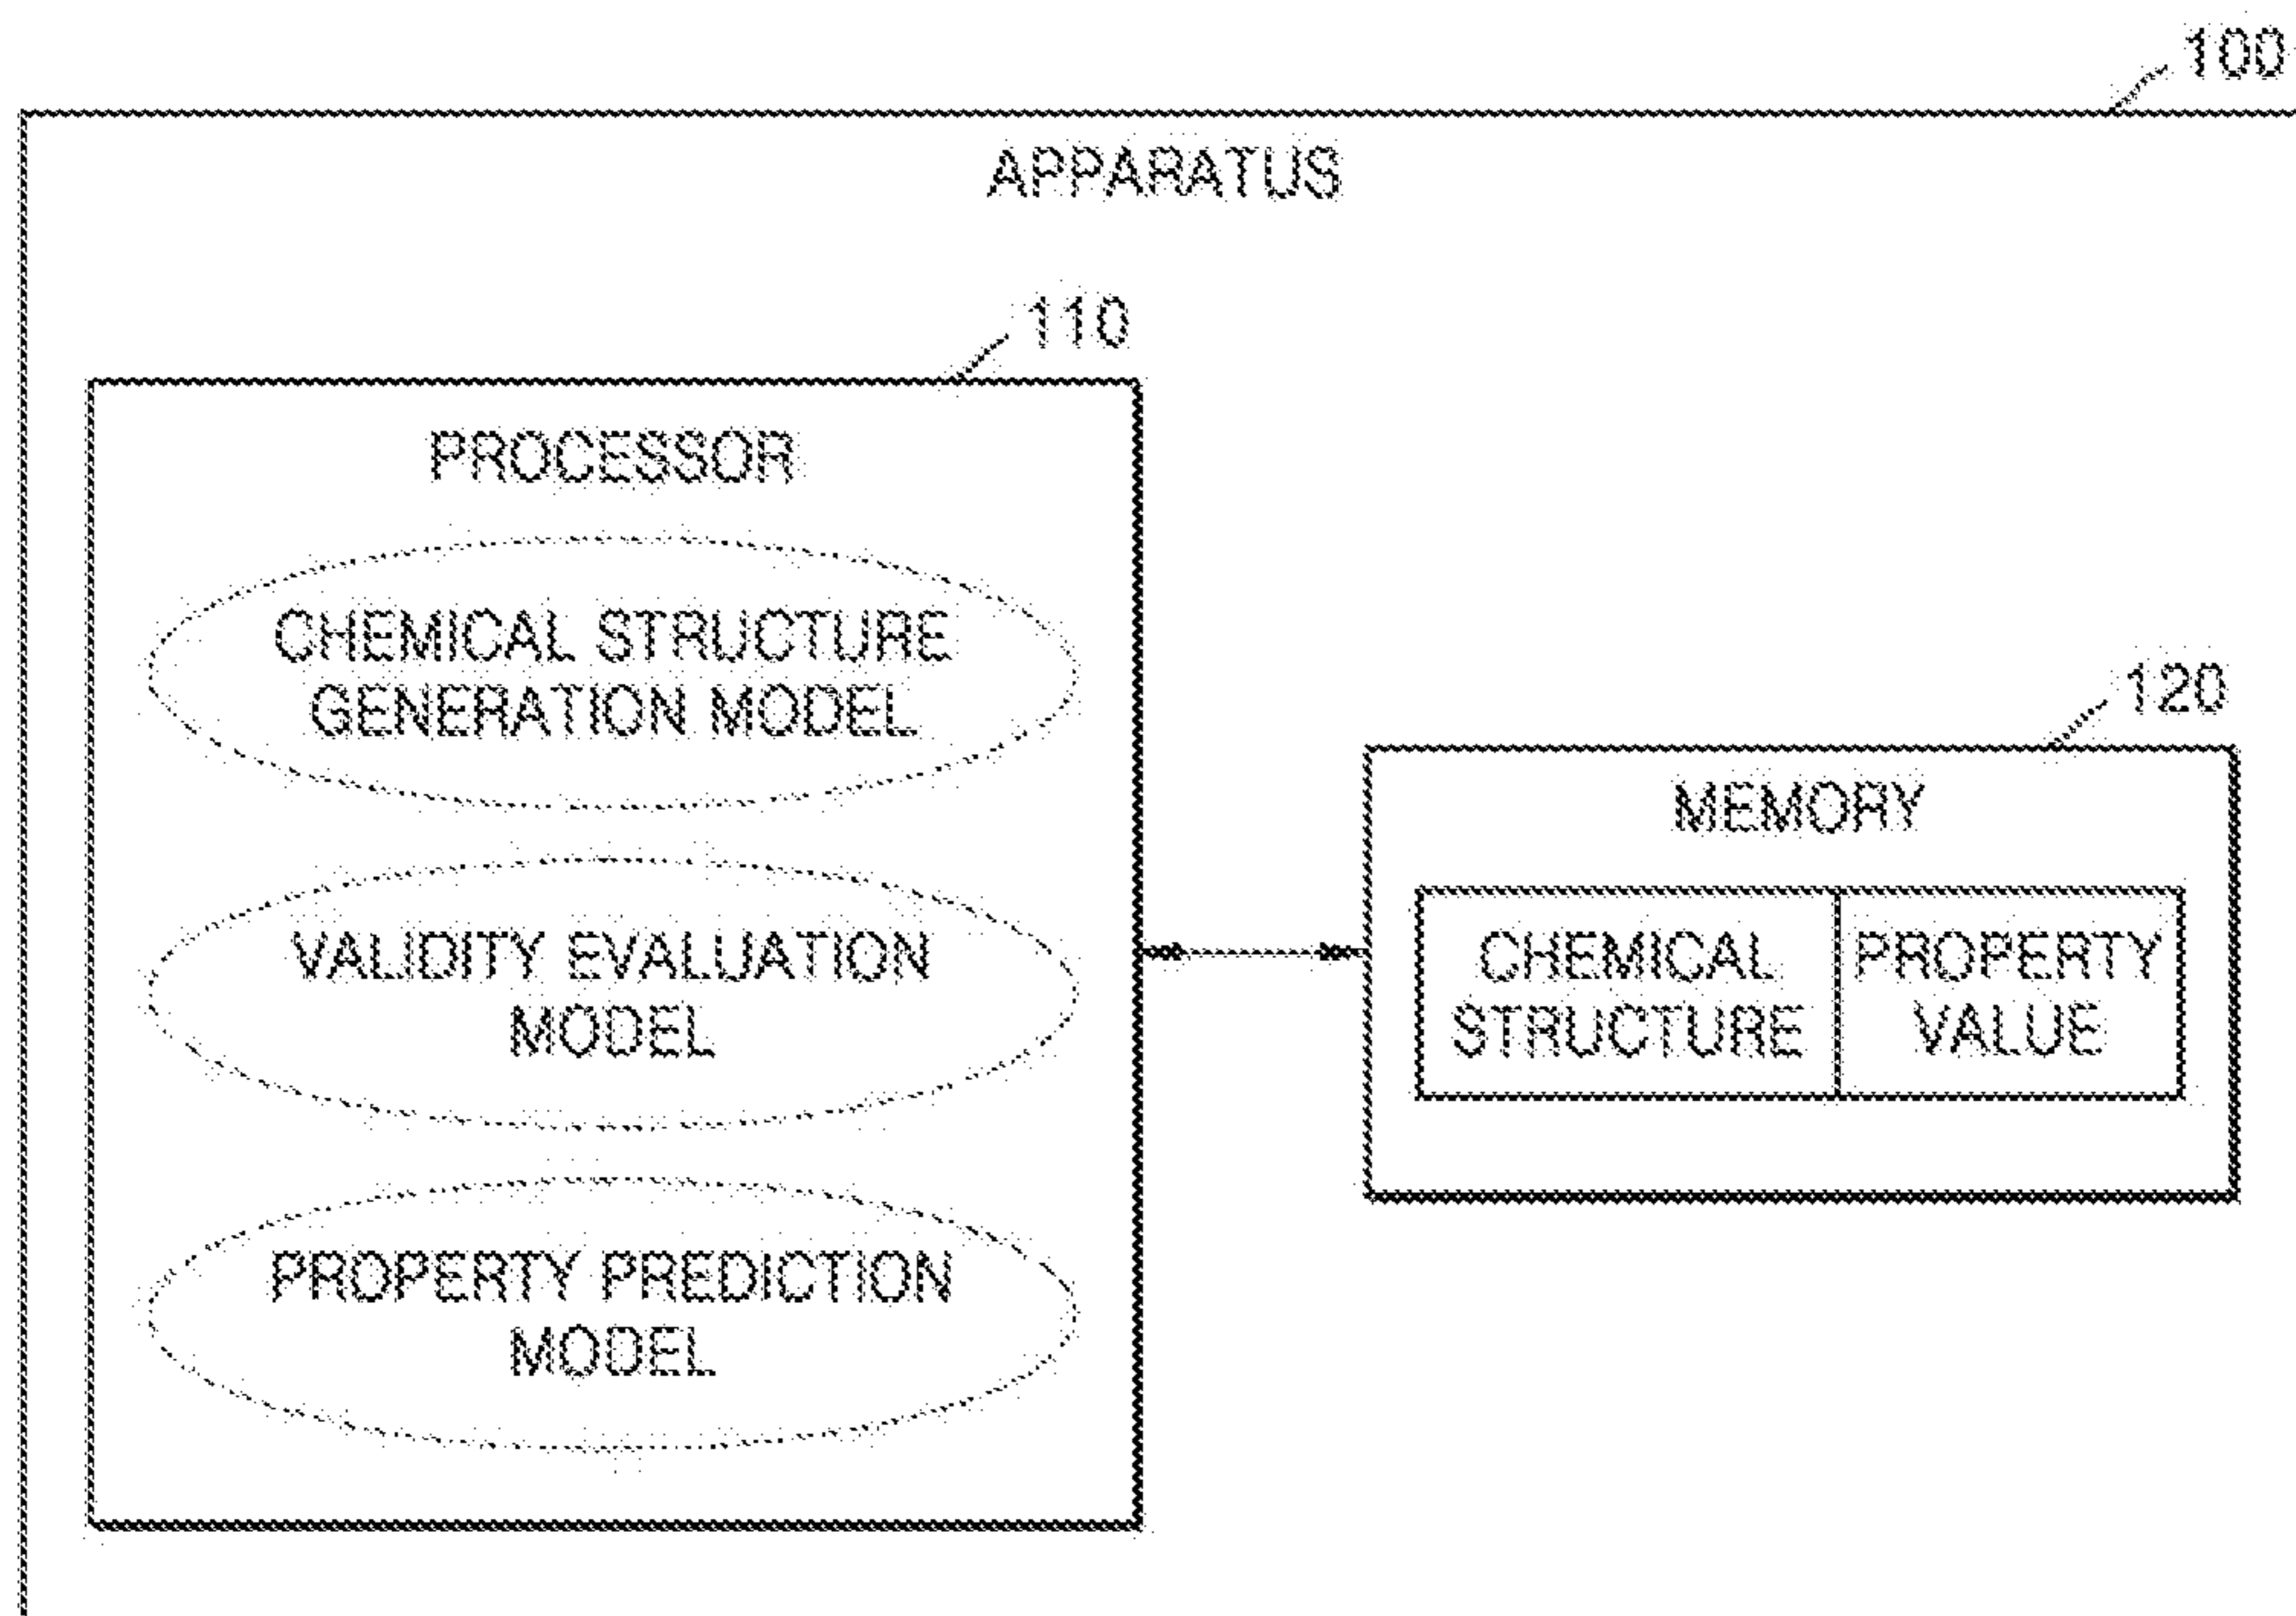 100
APPARATUS
110
PROCESSOR
CHEMICAL STRUCTURE
GENERATION MODEL
VALIDITY EVALUATION
MODEL
PROPERTY PREDICTION
MODEL
120
MEMORY
CHEMICAL
STRUCTURE
PROPERTY
VALUE